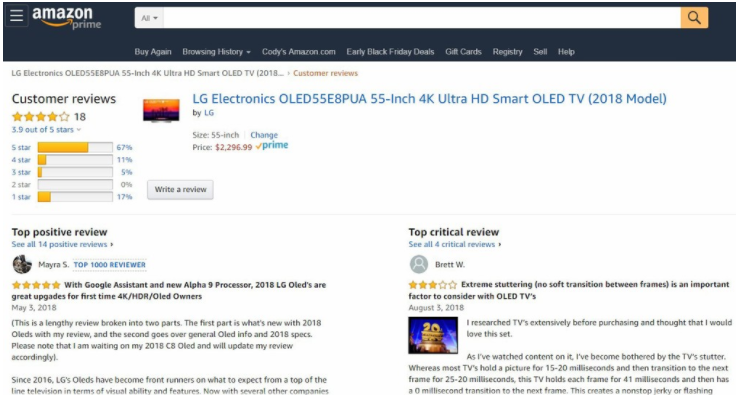 amazon
prime
All
Buy Again Browsing History Cody's Amazon.com Early Black Friday Deals Gift Cards Registry Sell Help
LG Electronics OLED55E8PUA 55-Inch 4K Ultra HD Smart OLED TV (2018... › Customer reviews
Customer reviews
18
3.9 out of 5 stars
5 star 67%
4 star 11%
3 star 5%
2 star 0%
1 star 17%
LG Electronics OLED55E8PUA 55-Inch 4K Ultra HD Smart OLED TV (2018 Model)
by LG
Size: 55-inch | Change
Price: $2,296.99 prime
Write a review
Top positive review
See all 14 positive reviews ›
Mayra S. TOP 1000 REVIEWER
With Google Assistant and new Alpha 9 Processor, 2018 LG Oled's are
great upgades for first time 4K/HDR/Oled Owners
May 3, 2018
(This is a lengthy review broken into two parts. The first part is what's new with 2018
Oleds with my review, and the second goes over general Oled info and 2018 specs.
Please note that I am waiting on my 2018 C8 Oled and will update my review
accordingly).
Since 2016, LG's Oleds have become front runners on what to expect from a top of the
line television in terms of visual ability and features. Now with several other companies
Top critical review
See all 4 critical reviews ›
Brett W.
Extreme stuttering (no soft transition between frames) is an important
factor to consider with OLED TV's
August 3, 2018
I researched TV's extensively before purchasing and thought that I would
love this set.
As I've watched content on it, I've become bothered by the TV's stutter.
Whereas most TV's hold a picture for 15-20 milliseconds and then transition to the next
frame for 25-20 milliseconds, this TV holds each frame for 41 milliseconds and then has
a 0 millisecond transition to the next frame. This creates a nonstop jerky or flashing